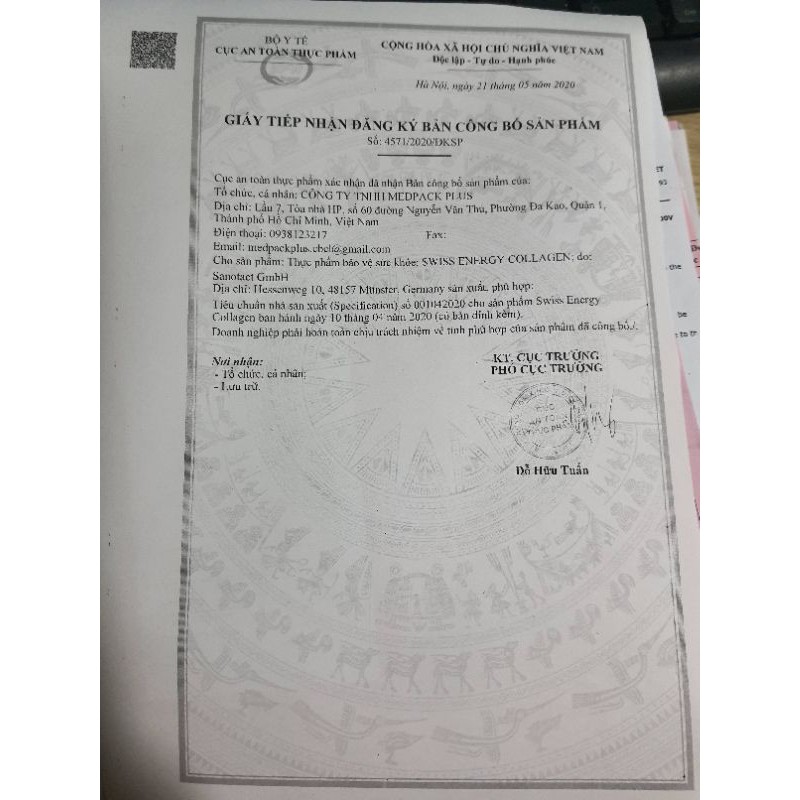 BỘ Y TẾ
CỤC AN TOÀN THỰC PHẨM
CỘNG HÒA XÃ HỘI CHỦ NGHĨA VIỆT NAM
Độc lập - Tự do - Hạnh phúc
Hà Nội, ngày 21 tháng 05 năm 2020
GIẤY TIẾP NHẬN ĐĂNG KÝ BẢN CÔNG BỐ SẢN PHẨM
Số: 4571/2020/ĐKSP
Cục an toàn thực phẩm xác nhận đã nhận Bản công bố sản phẩm của:
Tổ chức, cá nhân: CÔNG TY TNHH MEDPACK PLUS
Địa chỉ: Lầu 7, Tòa nhà HP, số 60 đường Nguyễn Văn Thủ, Phường Đa Kao, Quận 1,
Thành phố Hồ Chí Minh, Việt Nam
Điện thoại: 0938123217 Fax:
Email: medpackplus.cbcl@gmail.com
Cho sản phẩm: Thực phẩm bảo vệ sức khỏe: SWISS ENERGY COLLAGEN; do:
Sanotact GmbH
Địa chỉ: Hessenweg 10, 48157 Münster, Germany sản xuất, phù hợp:
Tiêu chuẩn nhà sản xuất (Specification) số 001042020 cho sản phẩm Swiss Energy
Collagen ban hành ngày 10 tháng 04 năm 2020 (có bản đính kèm).
Doanh nghiệp phải hoàn toàn chịu trách nhiệm về tính phù hợp của sản phẩm đã công bố./.
Nơi nhận:
- Tổ chức, cá nhân;
- Lưu trữ.
KT. CỤC TRƯỞNG
PHÓ CỤC TRƯỞNG
Đỗ Hữu Tuấn